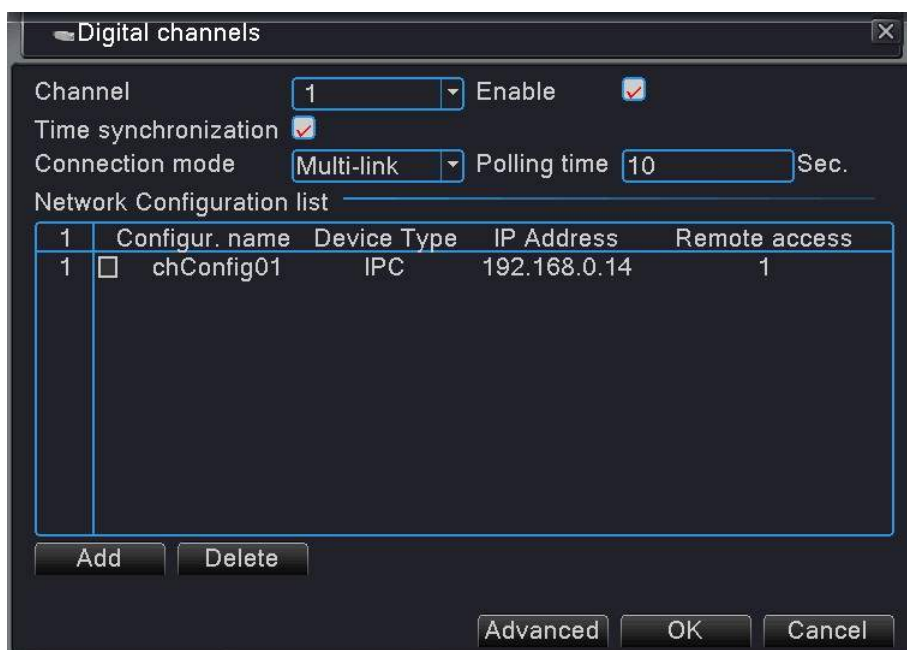 Digital channels
Channel 1 Enable
Time synchronization
Connection mode Multi-link Polling time 10 Sec.
Network Configuration list
1 Configur. name Device Type IP Address Remote access
1 chConfig01 IPC 192.168.0.14 1
Add Delete
Advanced OK Cancel